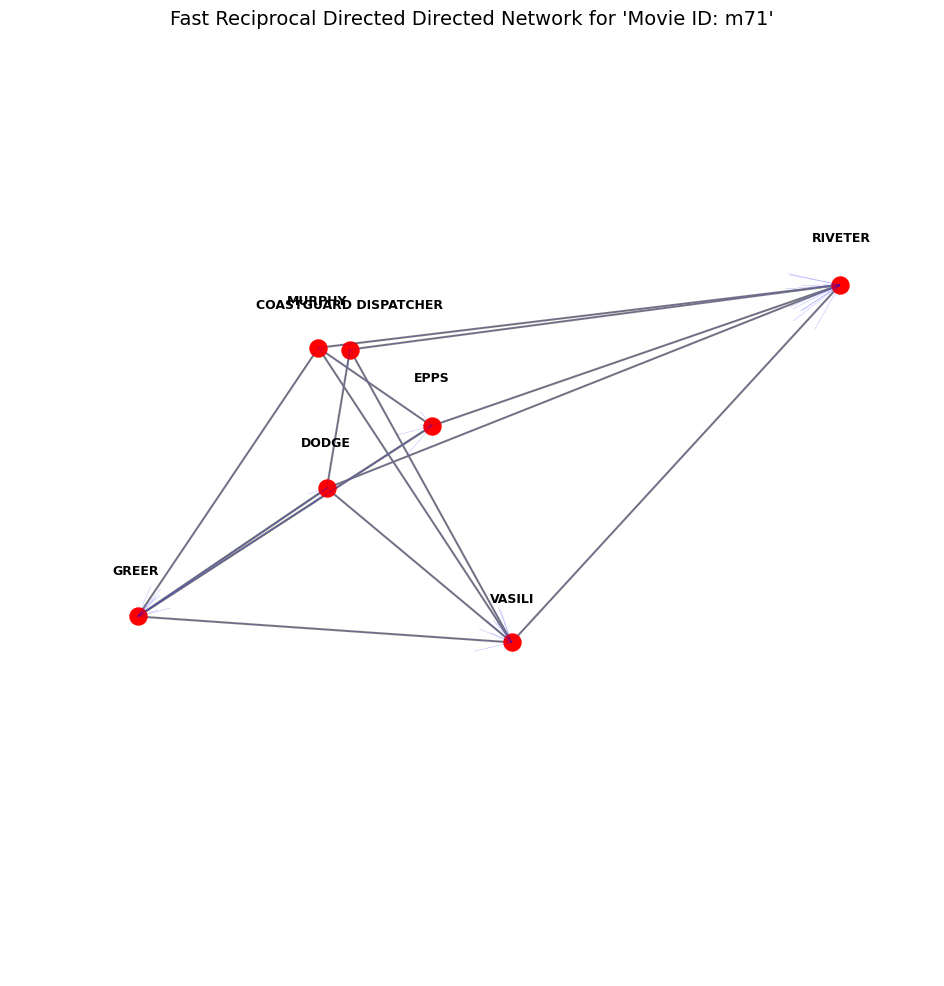 Fast Reciprocal Directed Directed Network for 'Movie ID: m71'
RIVETER
MURPHY
COASTGUARD DISPATCHER
EPPS
DODGE
GREER
VASILI